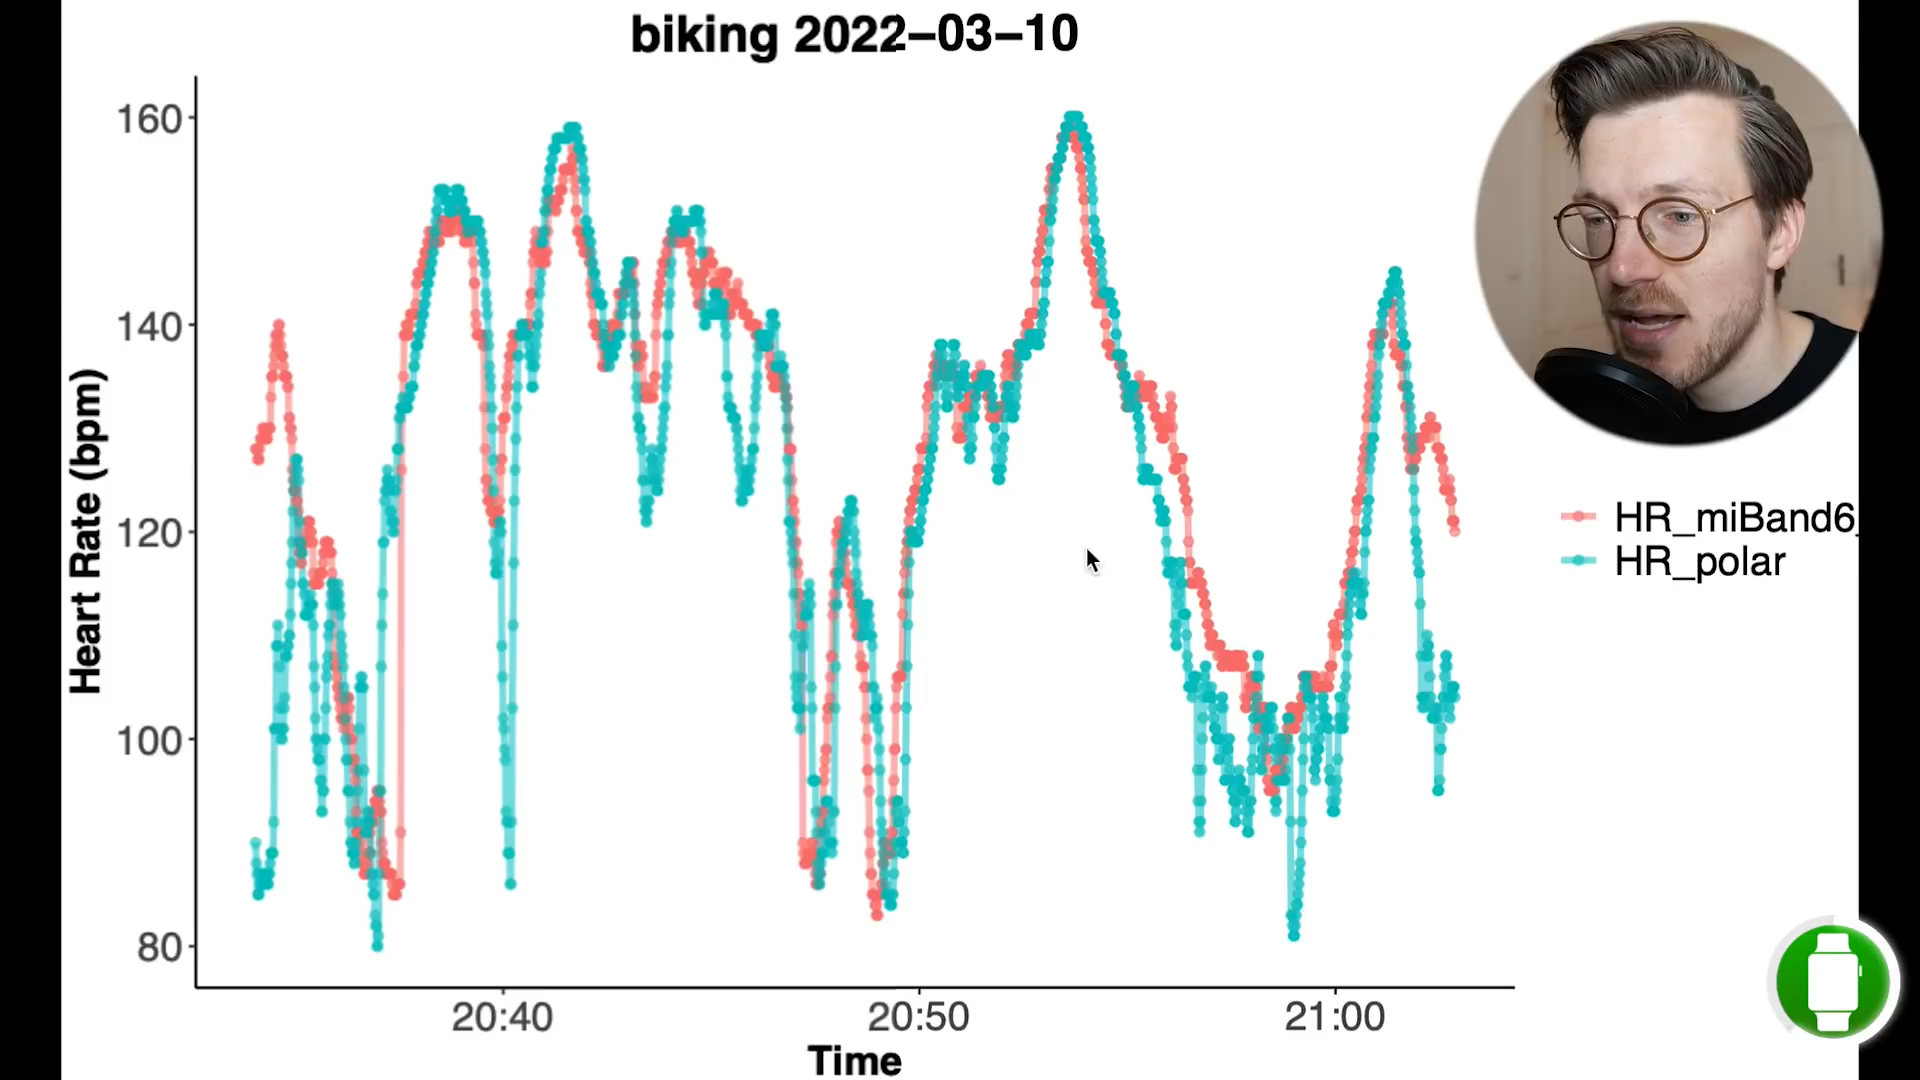 biking 2022-03-10
160
140
120
100
80
Heart Rate (bpm)
20:40
20:50
21:00
Time
HR_miBand6_
HR_polar